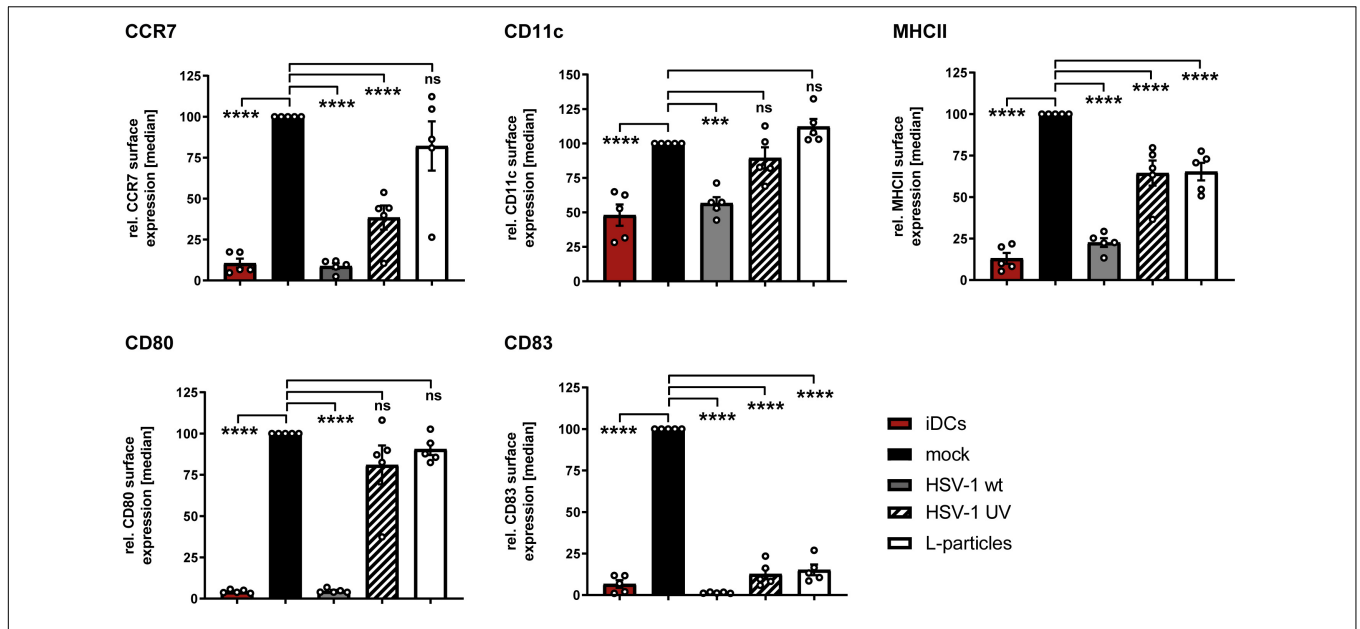 CCR7
rel. CCR7 surface
expression [median]
125
100
75
50
25
0
****
****
****
ns
CD11c
rel. CD11c surface
expression [median]
150
125
100
75
50
25
0
****
***
ns
ns
MHCII
rel. MHCII surface
expression [median]
125
100
75
50
25
0
****
****
****
****
CD80
rel. CD80 surface
expression [median]
125
100
75
50
25
0
****
****
ns
ns
CD83
rel. CD83 surface
expression [median]
125
100
75
50
25
0
****
****
****
****
iDCs
mock
HSV-1 wt
HSV-1 UV
L-particles